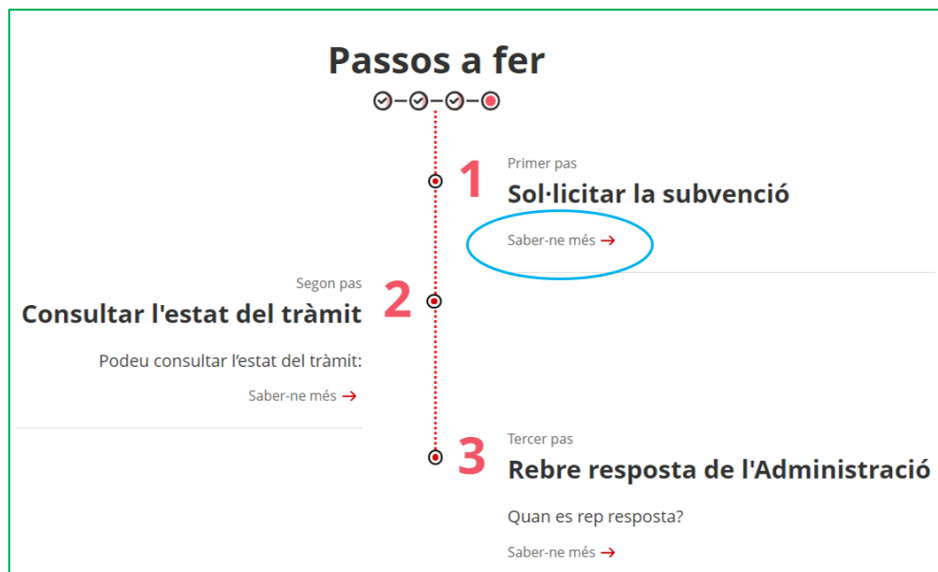 Passos a fer
1
Primer pas
Sol·licitar la subvenció
Saber-ne més →
2
Segon pas
Consultar l'estat del tràmit
Podeu consultar l’estat del tràmit:
Saber-ne més →
3
Tercer pas
Rebre resposta de l'Administració
Quan es rep resposta?
Saber-ne més →